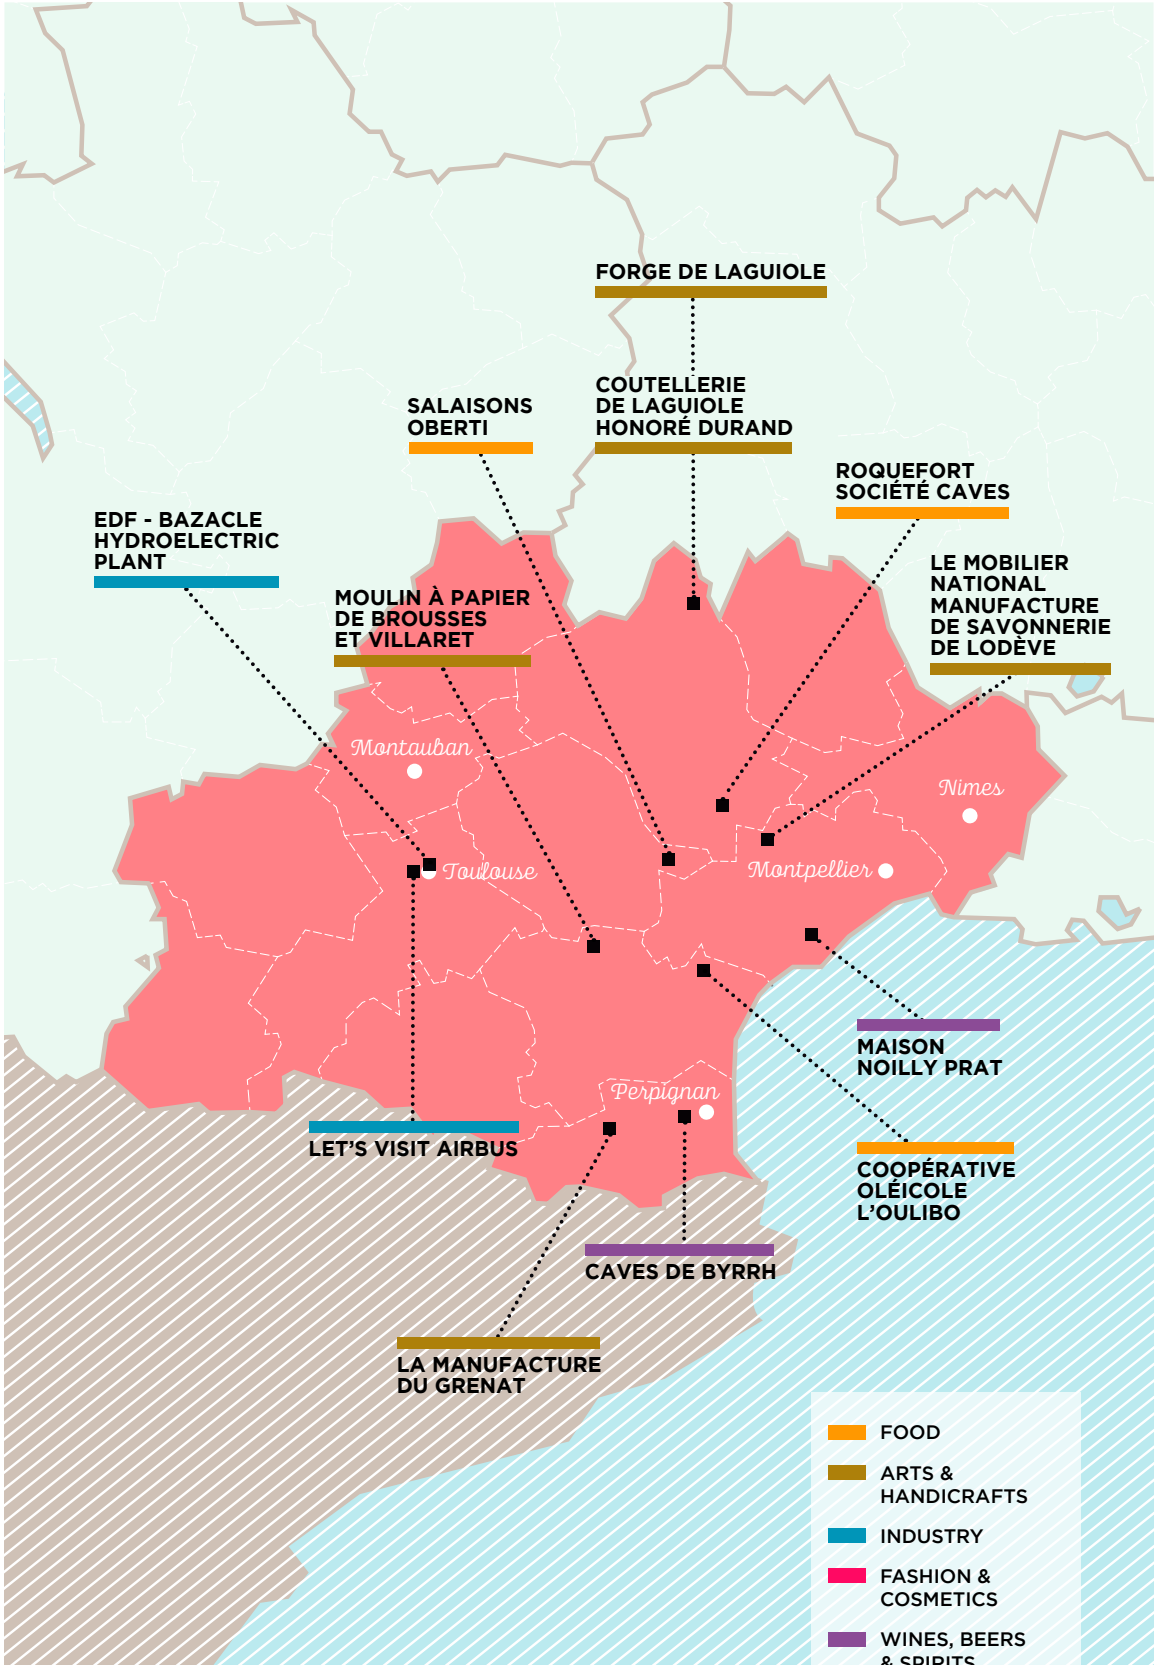 FORGE DE LAGUIOLE
COUTELLERIE
DE LAGUIOLE
HONORÉ DURAND
SALAISONS
OBERTI
ROQUEFORT
SOCIÉTÉ CAVES
EDF - BAZACLE
HYDROELECTRIC
PLANT
LE MOBILIER
NATIONAL
MANUFACTURE
DE SAVONNERIE
DE LODÈVE
MOULIN À PAPIER
DE BROUSSES
ET VILLARET
Montauban
Nimes
Toulouse
Montpellier
MAISON
NOILLY PRAT
Perpignan
LET'S VISIT AIRBUS
COOPÉRATIVE
OLÉICOLE
L'OULIBO
CAVES DE BYRRH
LA MANUFACTURE
DU GRENAT
FOOD
ARTS &
HANDICRAFTS
INDUSTRY
FASHION &
COSMETICS
WINES, BEERS
& SPIRITS